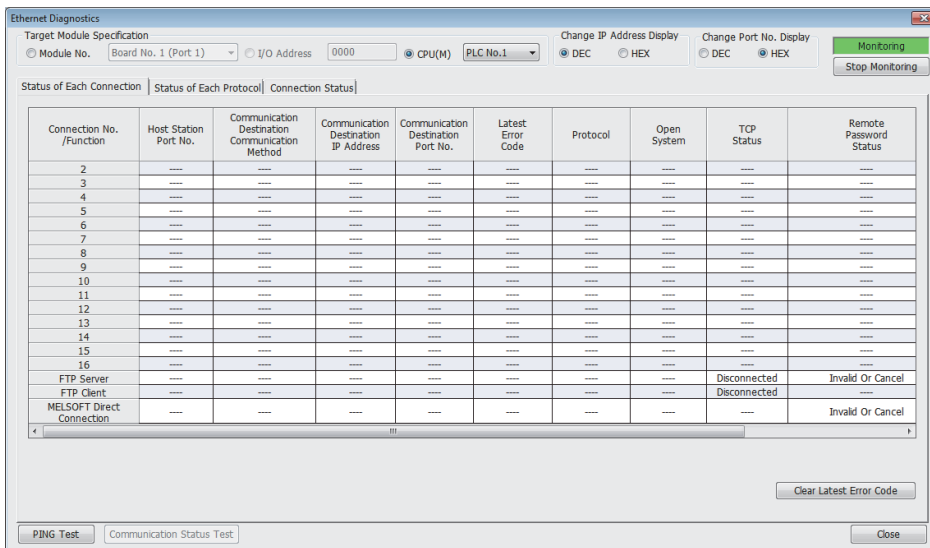 Ethernet Diagnostics
Target Module Specification
Module No. Board No. 1 (Port 1) I/O Address 0000 CPU(M) PLC No.1
Change IP Address Display
DEC HEX
Change Port No. Display
DEC HEX
Monitoring
Stop Monitoring
Status of Each Connection Status of Each Protocol Connection Status
Connection No. /Function
Host Station Port No.
Communication Destination Communication Method
Communication Destination IP Address
Communication Destination Port No.
Latest Error Code
Protocol
Open System
TCP Status
Remote Password Status
2 ---- ---- ---- ---- ---- ---- ---- ---- ----
3 ---- ---- ---- ---- ---- ---- ---- ---- ----
4 ---- ---- ---- ---- ---- ---- ---- ---- ----
5 ---- ---- ---- ---- ---- ---- ---- ---- ----
6 ---- ---- ---- ---- ---- ---- ---- ---- ----
7 ---- ---- ---- ---- ---- ---- ---- ---- ----
8 ---- ---- ---- ---- ---- ---- ---- ---- ----
9 ---- ---- ---- ---- ---- ---- ---- ---- ----
10 ---- ---- ---- ---- ---- ---- ---- ---- ----
11 ---- ---- ---- ---- ---- ---- ---- ---- ----
12 ---- ---- ---- ---- ---- ---- ---- ---- ----
13 ---- ---- ---- ---- ---- ---- ---- ---- ----
14 ---- ---- ---- ---- ---- ---- ---- ---- ----
15 ---- ---- ---- ---- ---- ---- ---- ---- ----
16 ---- ---- ---- ---- ---- ---- ---- ---- ----
FTP Server ---- ---- ---- ---- ---- ---- ---- Disconnected Invalid Or Cancel
FTP Client ---- ---- ---- ---- ---- ---- ---- Disconnected ----
MELSOFT Direct Connection ---- ---- ---- ---- ---- ---- ---- ---- Invalid Or Cancel
Clear Latest Error Code
PING Test Communication Status Test Close